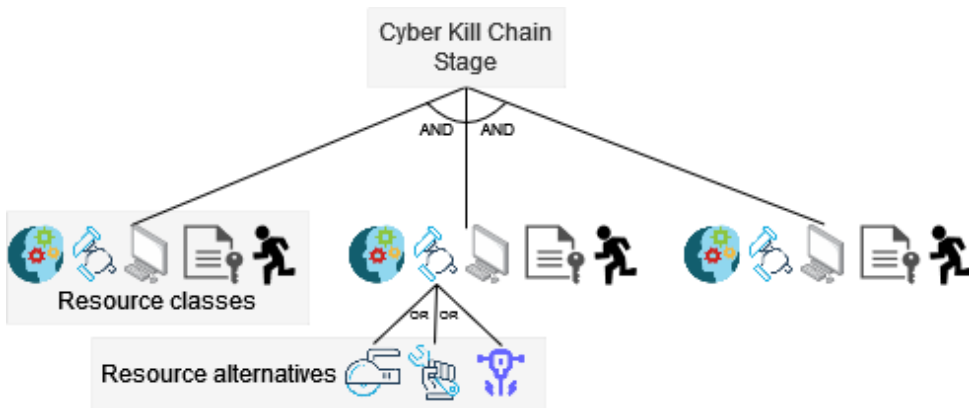 Cyber Kill Chain
Stage
AND AND
Resource classes
OR OR
Resource alternatives